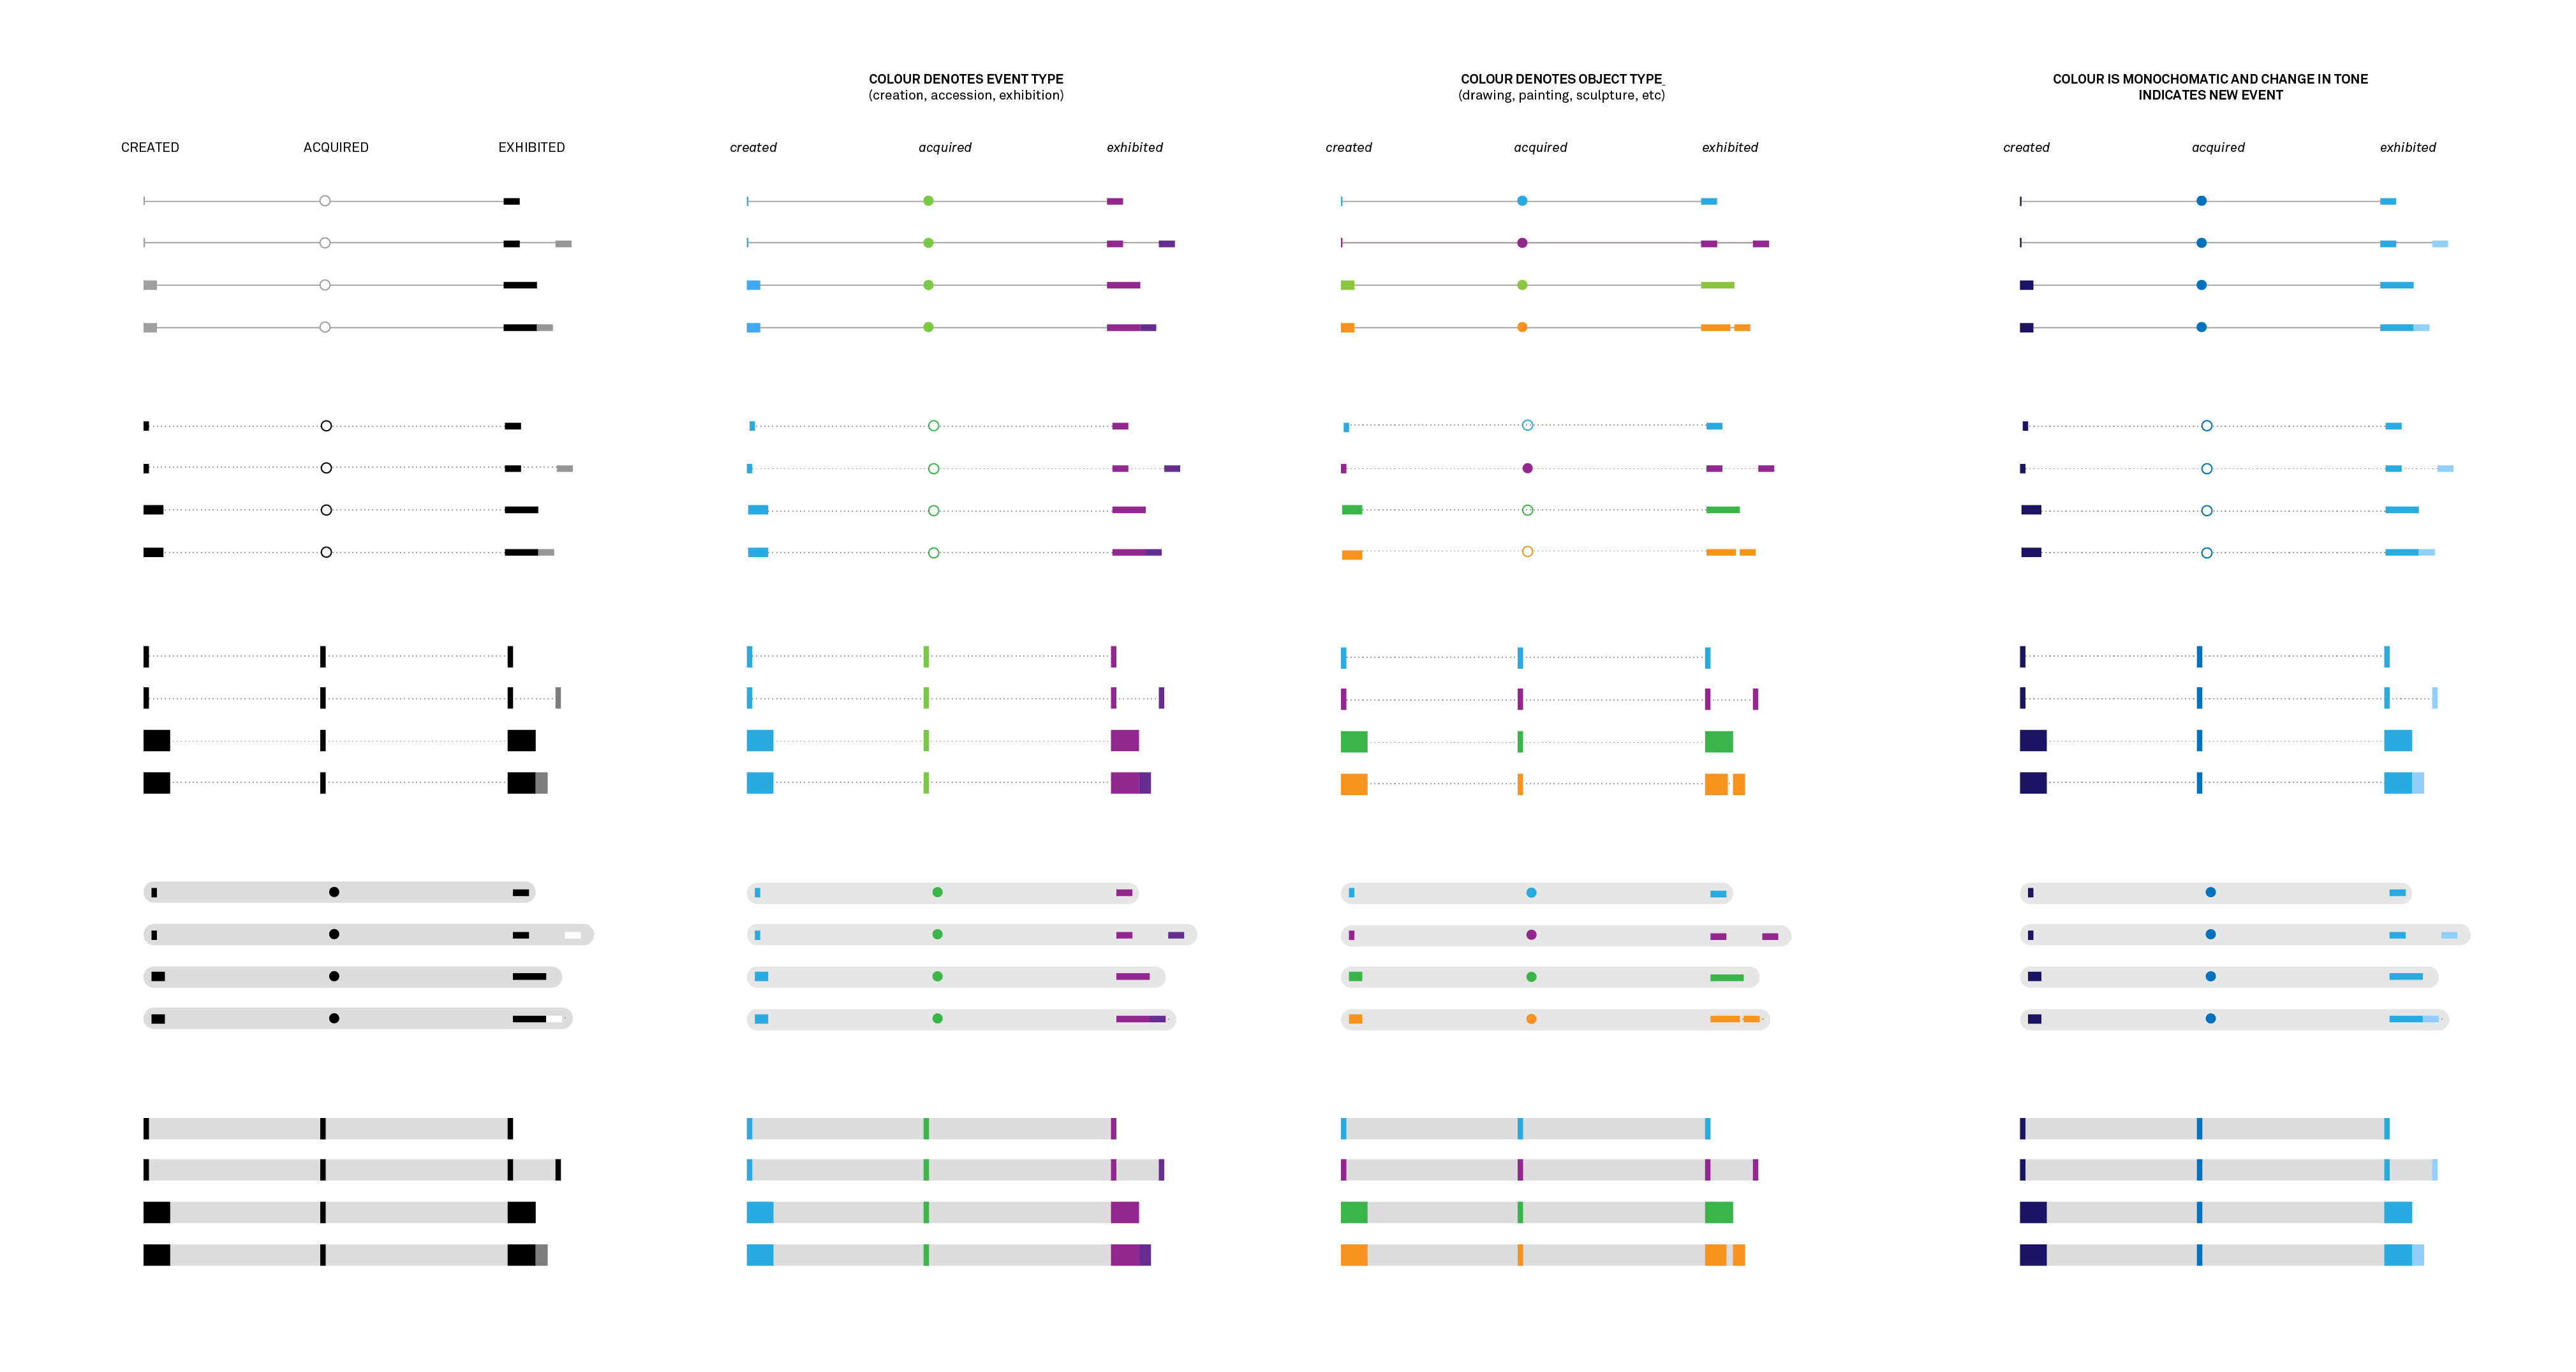 COLOUR DENOTES EVENT TYPE
(creation, accession, exhibition)
COLOUR DENOTES OBJECT TYPE
(drawing, painting, sculpture, etc)
COLOUR IS MONOCHOMATIC AND CHANGE IN TONE
INDICATES NEW EVENT
CREATED ACQUIRED EXHIBITED
created acquired exhibited
created acquired exhibited
created acquired exhibited